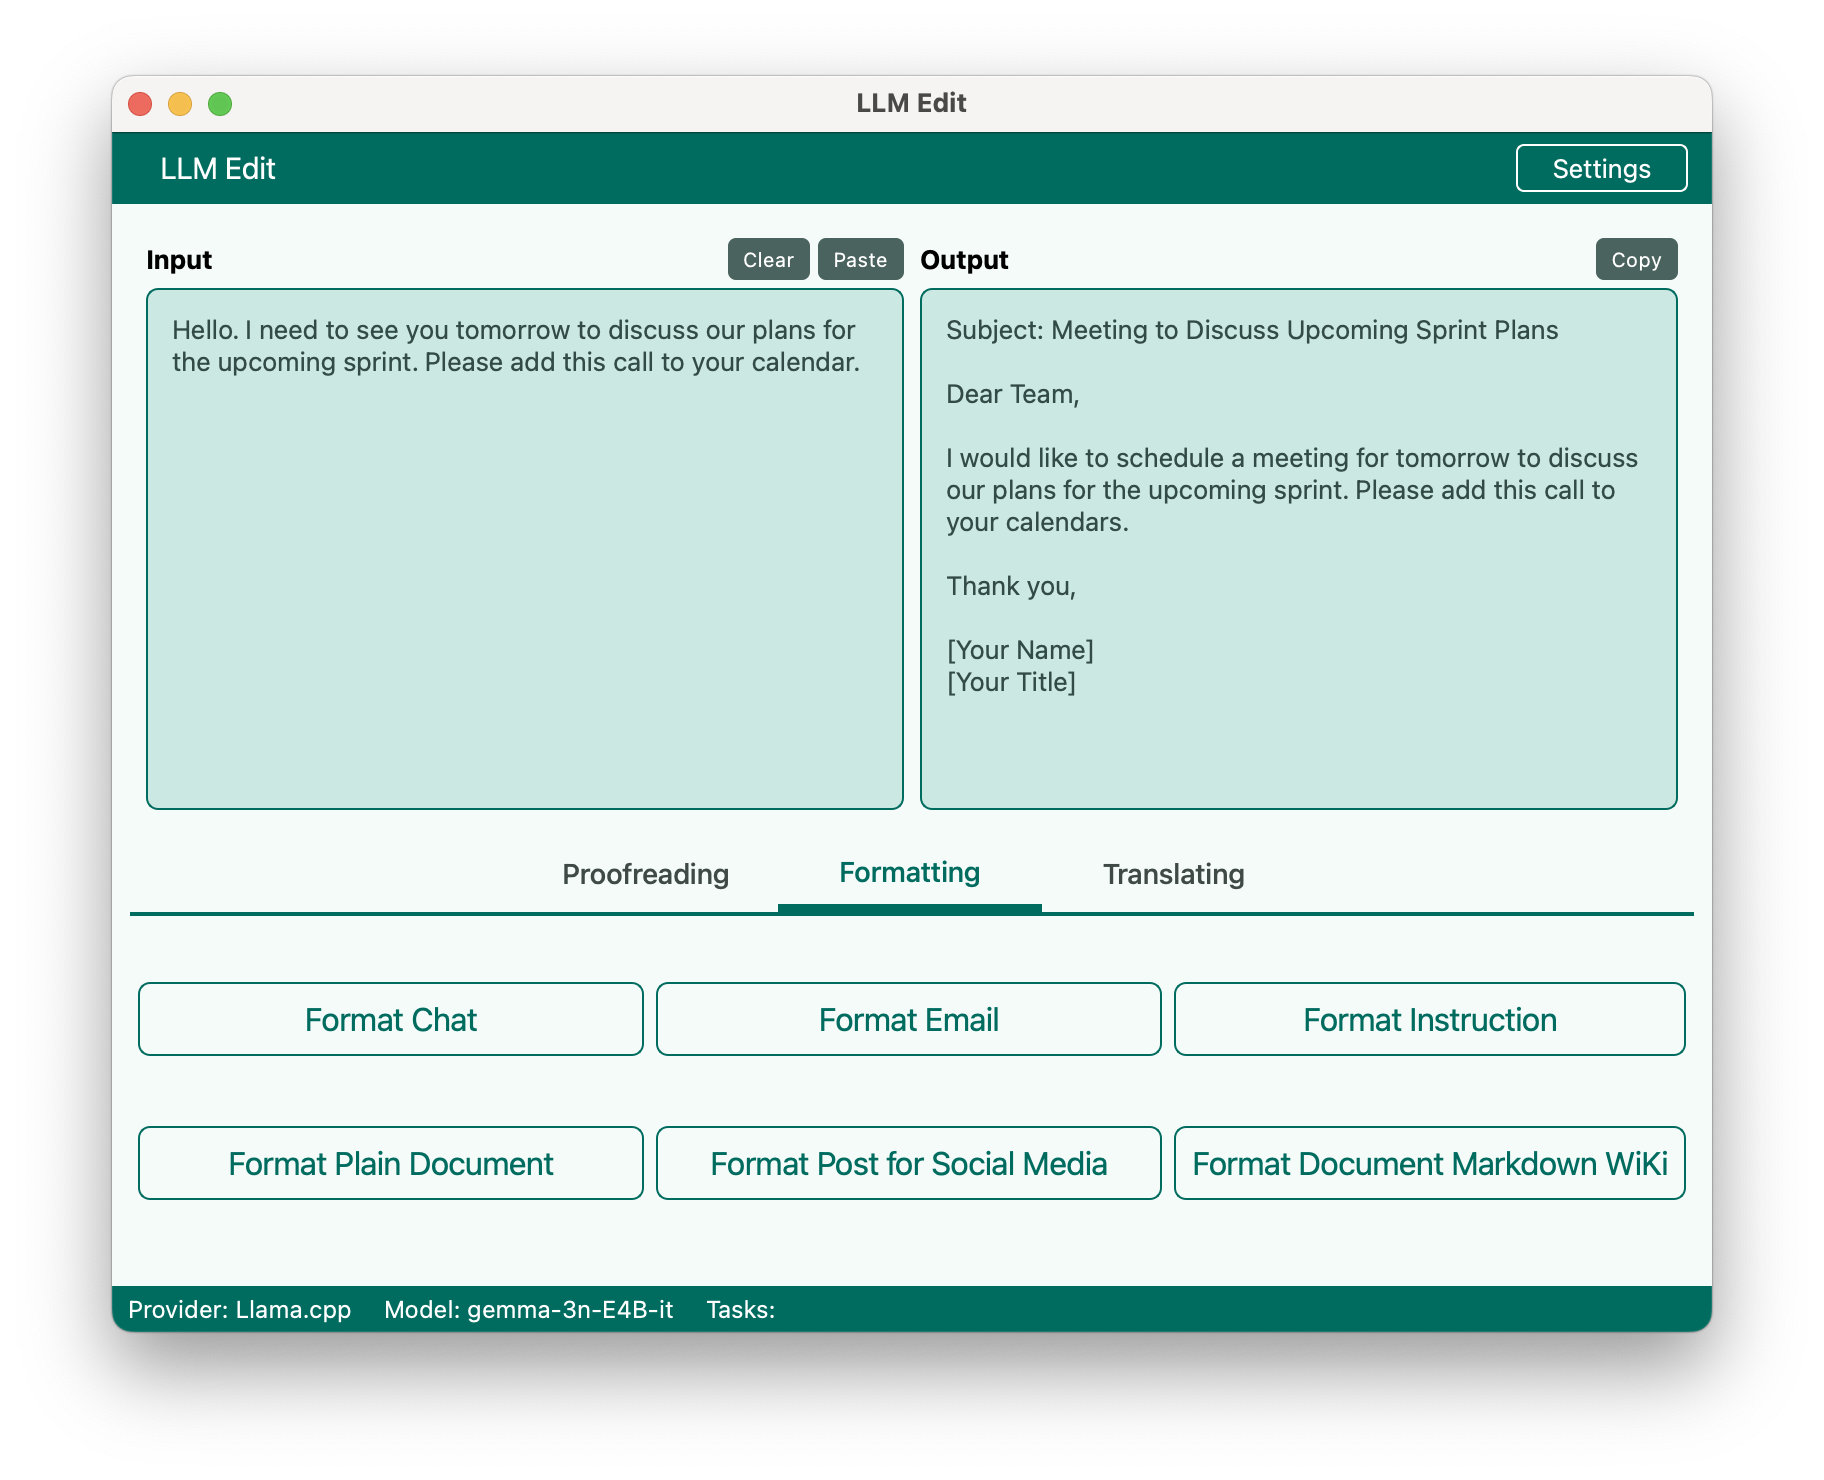 LLM Edit
LLM Edit
Settings
Input
Clear
Paste
Hello. I need to see you tomorrow to discuss our plans for
the upcoming sprint. Please add this call to your calendar.
Output
Copy
Subject: Meeting to Discuss Upcoming Sprint Plans
Dear Team,
I would like to schedule a meeting for tomorrow to discuss
our plans for the upcoming sprint. Please add this call to
your calendars.
Thank you,
[Your Name]
[Your Title]
Proofreading
Formatting
Translating
Format Chat
Format Email
Format Instruction
Format Plain Document
Format Post for Social Media
Format Document Markdown WiKi
Provider: Llama.cpp
Model: gemma-3n-E4B-it
Tasks: